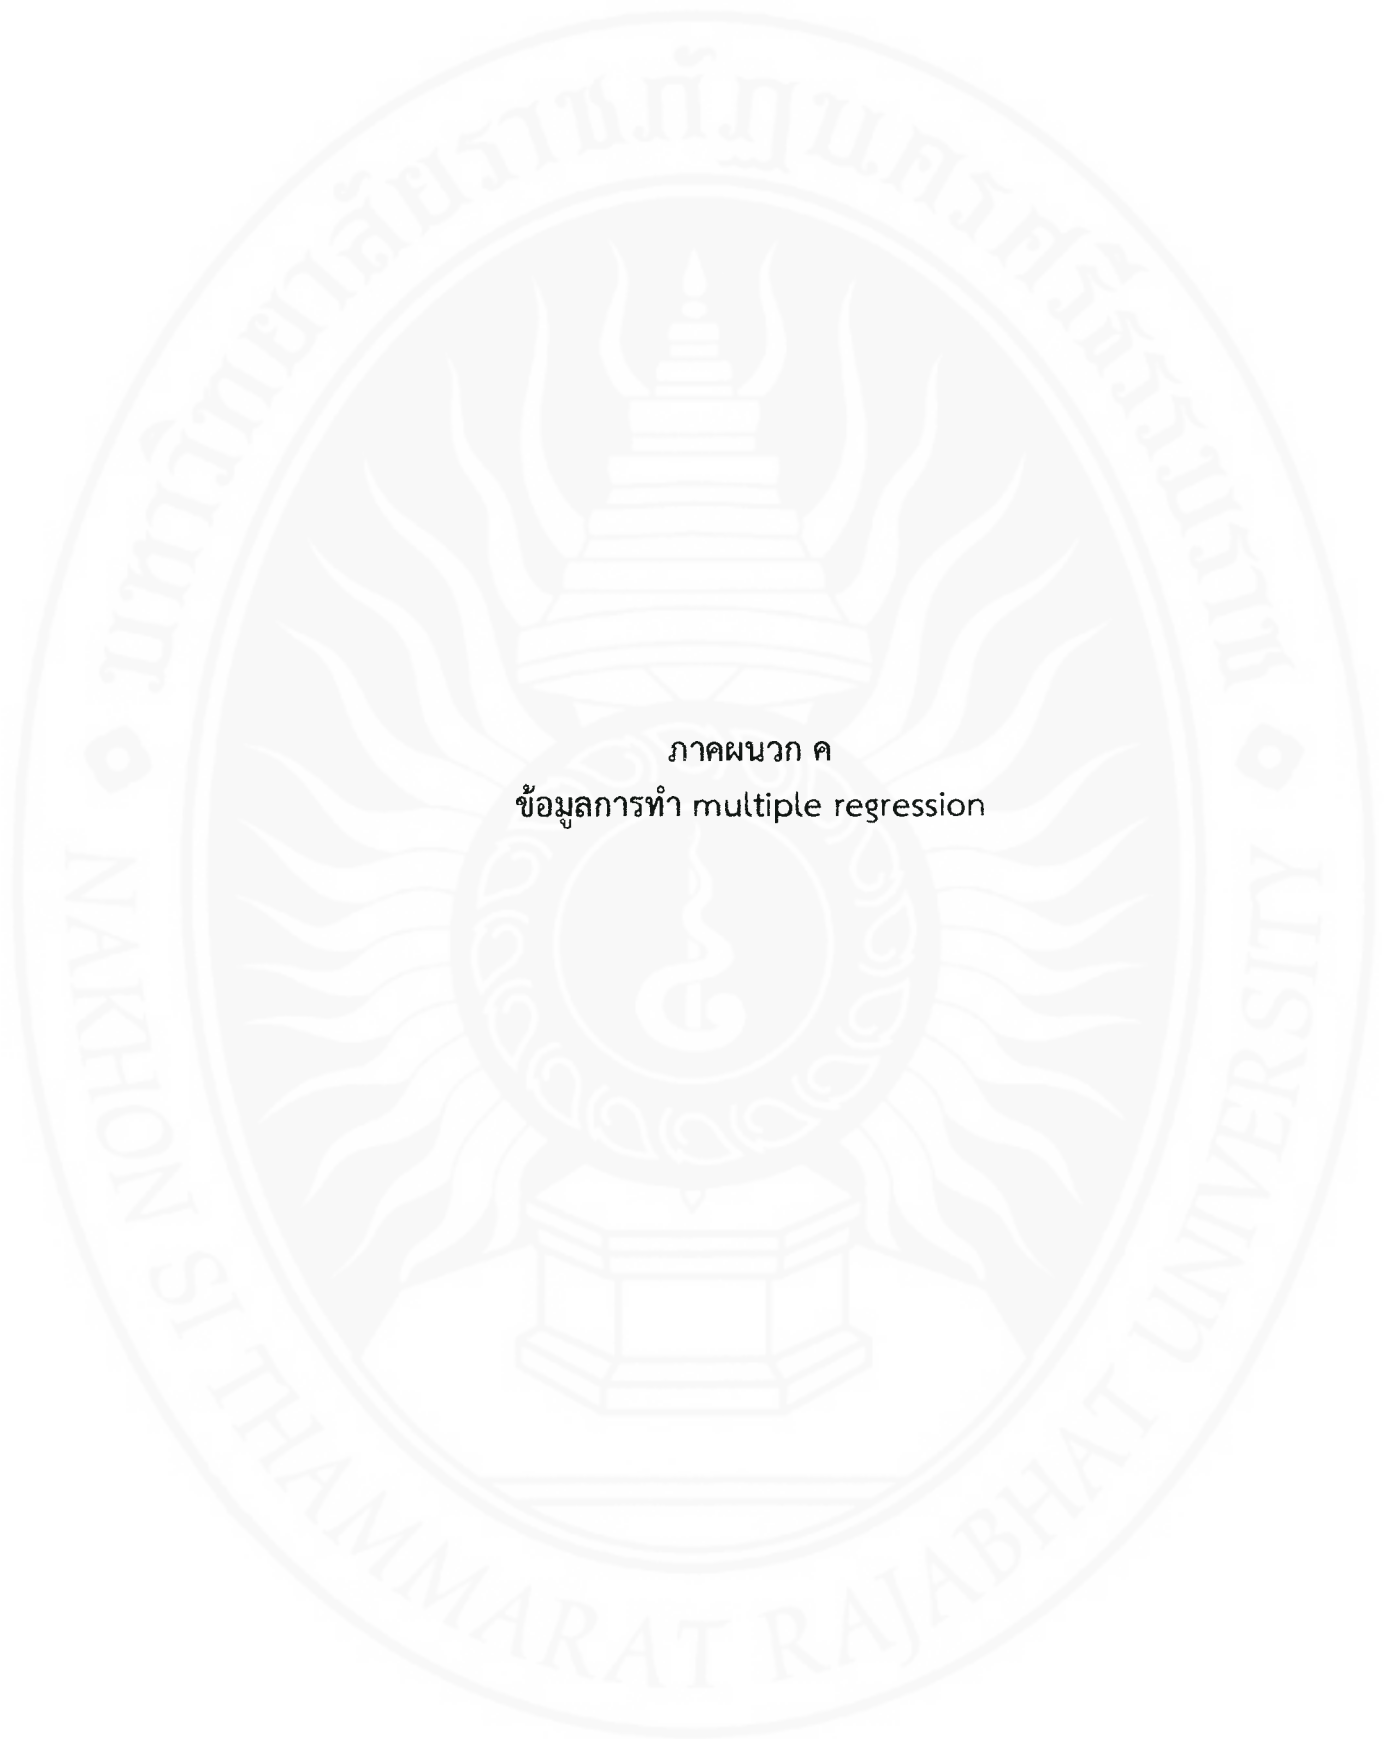 มหาวิทยาลัยราชภัฏนครศรีธรรมราช
ภาคผนวก ค
ข้อมูลการทำ multiple regression
NAKHON SI THAMMARAT RAJABHAT UNIVERSITY